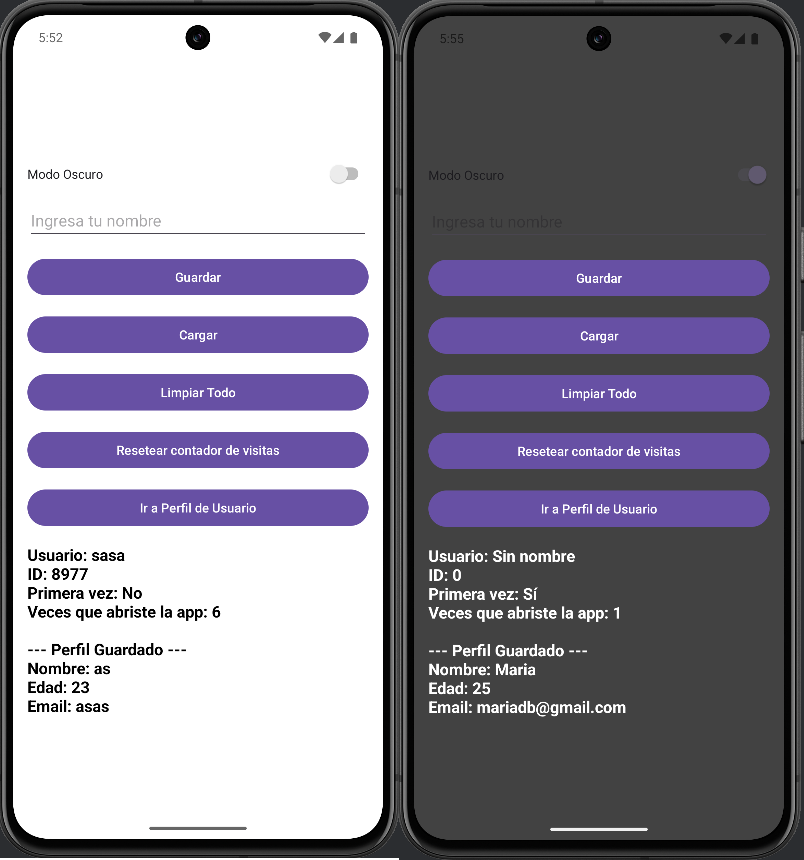 5:52
Modo Oscuro
Ingresa tu nombre
Guardar
Cargar
Limpiar Todo
Resetear contador de visitas
Ir a Perfil de Usuario
Usuario: sasa
ID: 8977
Primera vez: No
Veces que abriste la app: 6
--- Perfil Guardado ---
Nombre: as
Edad: 23
Email: asas
5:55
Modo Oscuro
Ingresa tu nombre
Guardar
Cargar
Limpiar Todo
Resetear contador de visitas
Ir a Perfil de Usuario
Usuario: Sin nombre
ID: 0
Primera vez: Sí
Veces que abriste la app: 1
--- Perfil Guardado ---
Nombre: Maria
Edad: 25
Email: mariadb@gmail.com